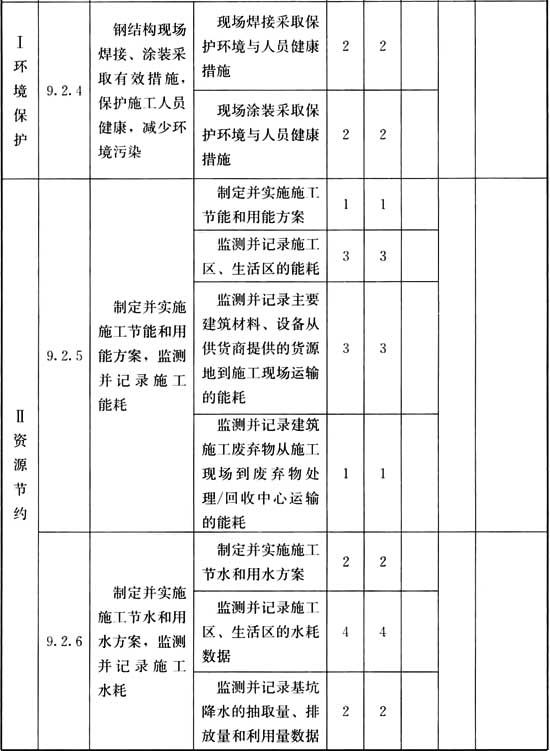 Ⅰ
环
境
保
护
9.2.4
钢结构现场
焊接、涂装采
取有效措施，
保护施工人员
健康，减少环
境污染
现场焊接采取保
护环境与人员健康
措施
2 2
现场涂装采取保
护环境与人员健康
措施
2 2
Ⅱ
资
源
节
约
9.2.5
制定并实施
施工节能和用
能方案，监测
并记录施工
能耗
制定并实施施工
节能和用能方案
1 1
监测并记录施工
区、生活区的能耗
3 3
监测并记录主要
建筑材料、设备从
供货商提供的货源
地到施工现场运输
的能耗
3 3
监测并记录建筑
施工废弃物从施工
现场到废弃物处
理/回收中心运输
的能耗
1 1
9.2.6
制定并实施
施工节水和用
水方案，监测
并记录施工
水耗
制定并实施施工
节水和用水方案
2 2
监测并记录施工
区、生活区的水耗
数据
4 4
监测并记录基坑
降水的抽取量、排
放量和利用量数据
2 2